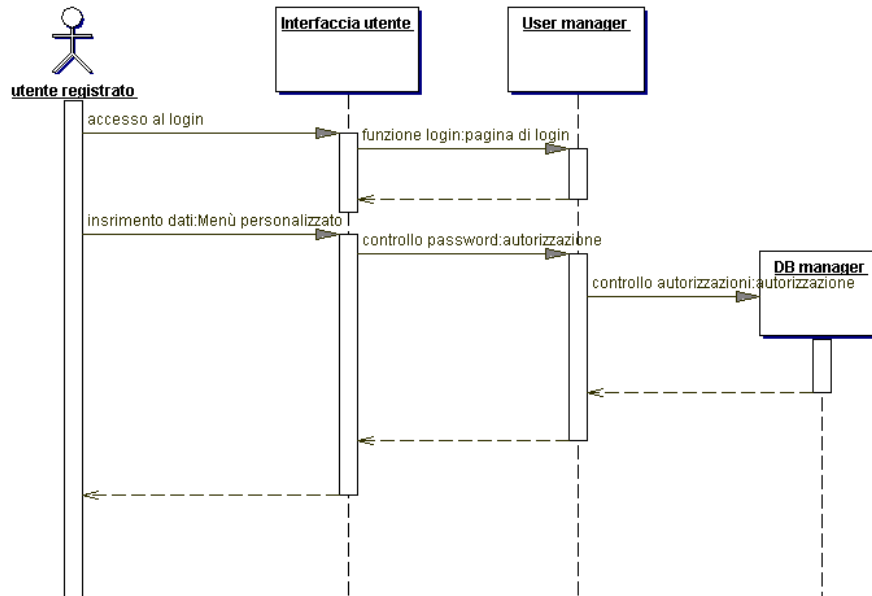 Interfaccia utente
User manager
utente registrato
accesso al login
funzione login:pagina di login
insrimento dati:Menù personalizzato
controllo password:autorizzazione
DB manager
controllo autorizzazioni:autorizzazione